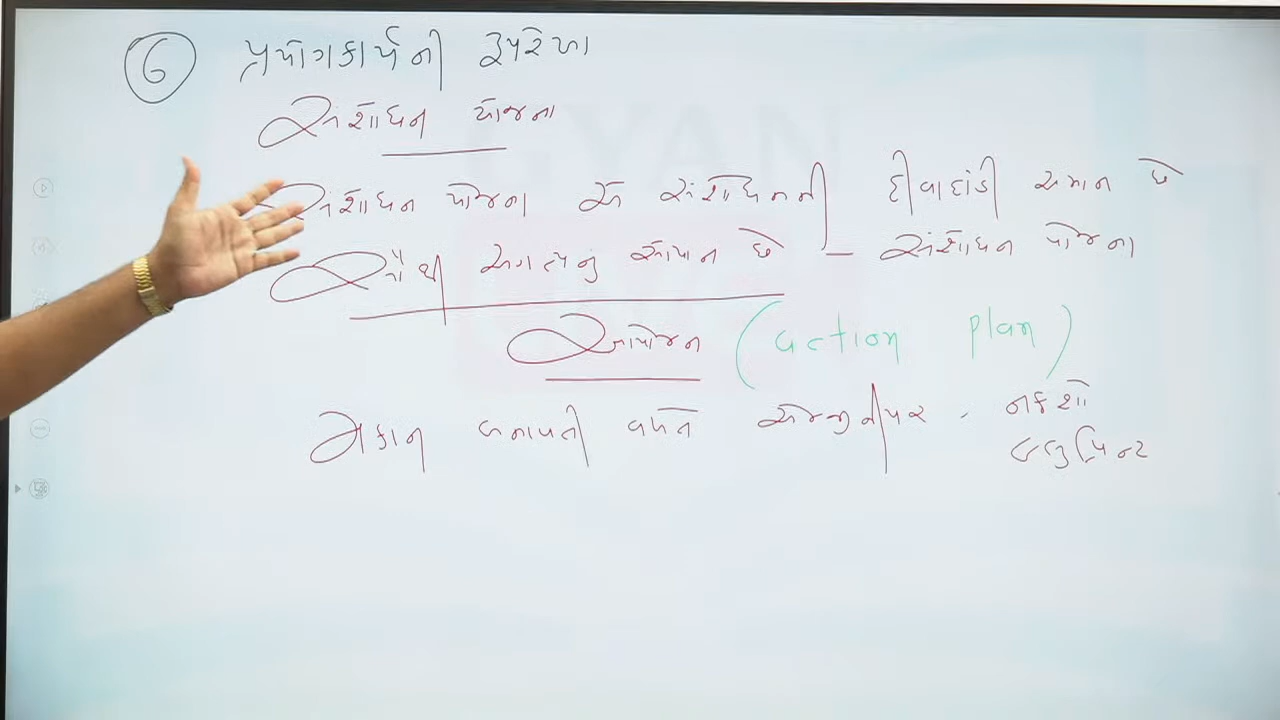 6 પ્રયોગકાર્યની રૂપરેખા
સંશોધન યોજના
સંશોધન યોજના એ સંશોધનની દીવાદાંડી સમાન છે
સૌથી અગત્યનું સોપાન છે – સંશોધન યોજના
આયોજન (action plan)
મકાન બનાવતી વખતે એન્જીનીયર - નકશો
બ્લુપ્રિન્ટ
GYAN